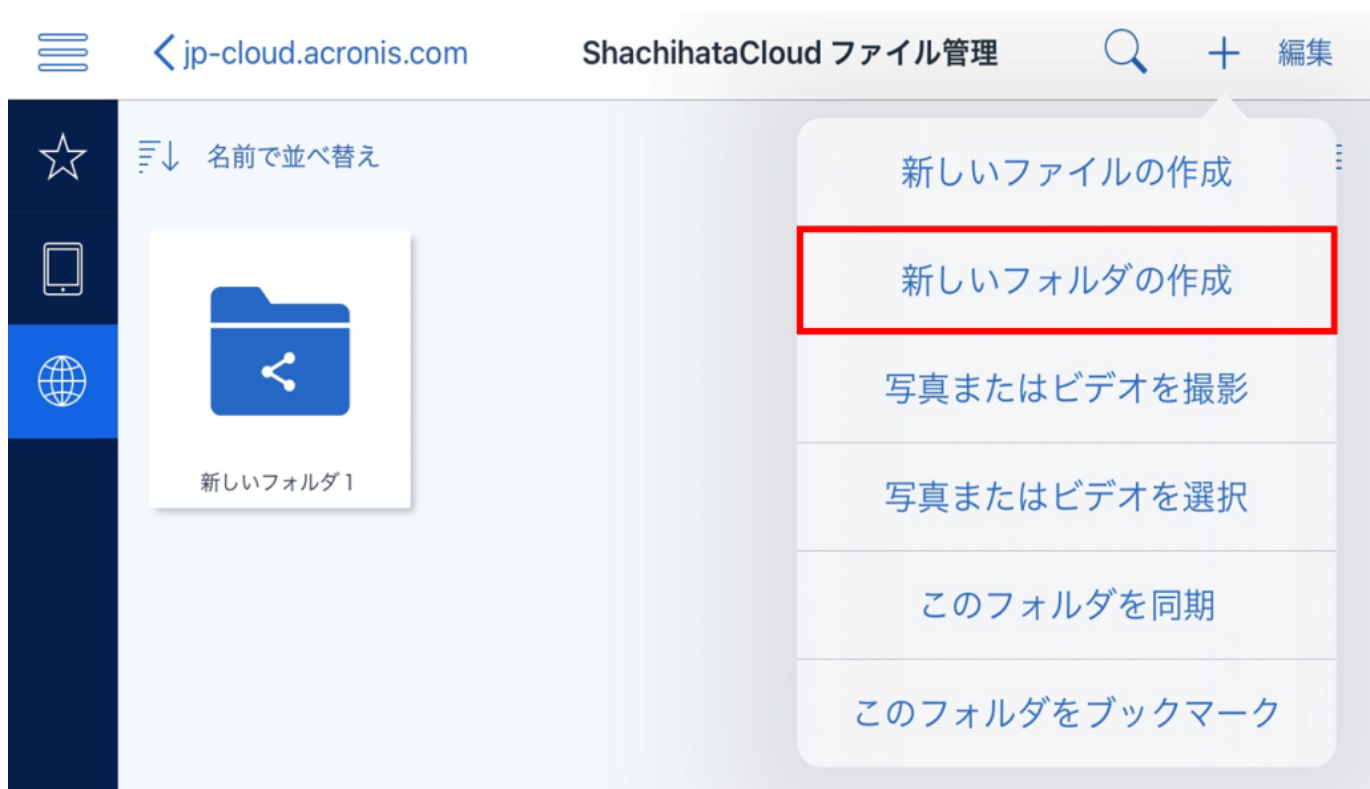 jp-cloud.acronis.com
ShachihataCloud ファイル管理
編集
名前で並べ替え
新しいフォルダ 1
新しいファイルの作成
新しいフォルダの作成
写真またはビデオを撮影
写真またはビデオを選択
このフォルダを同期
このフォルダをブックマーク